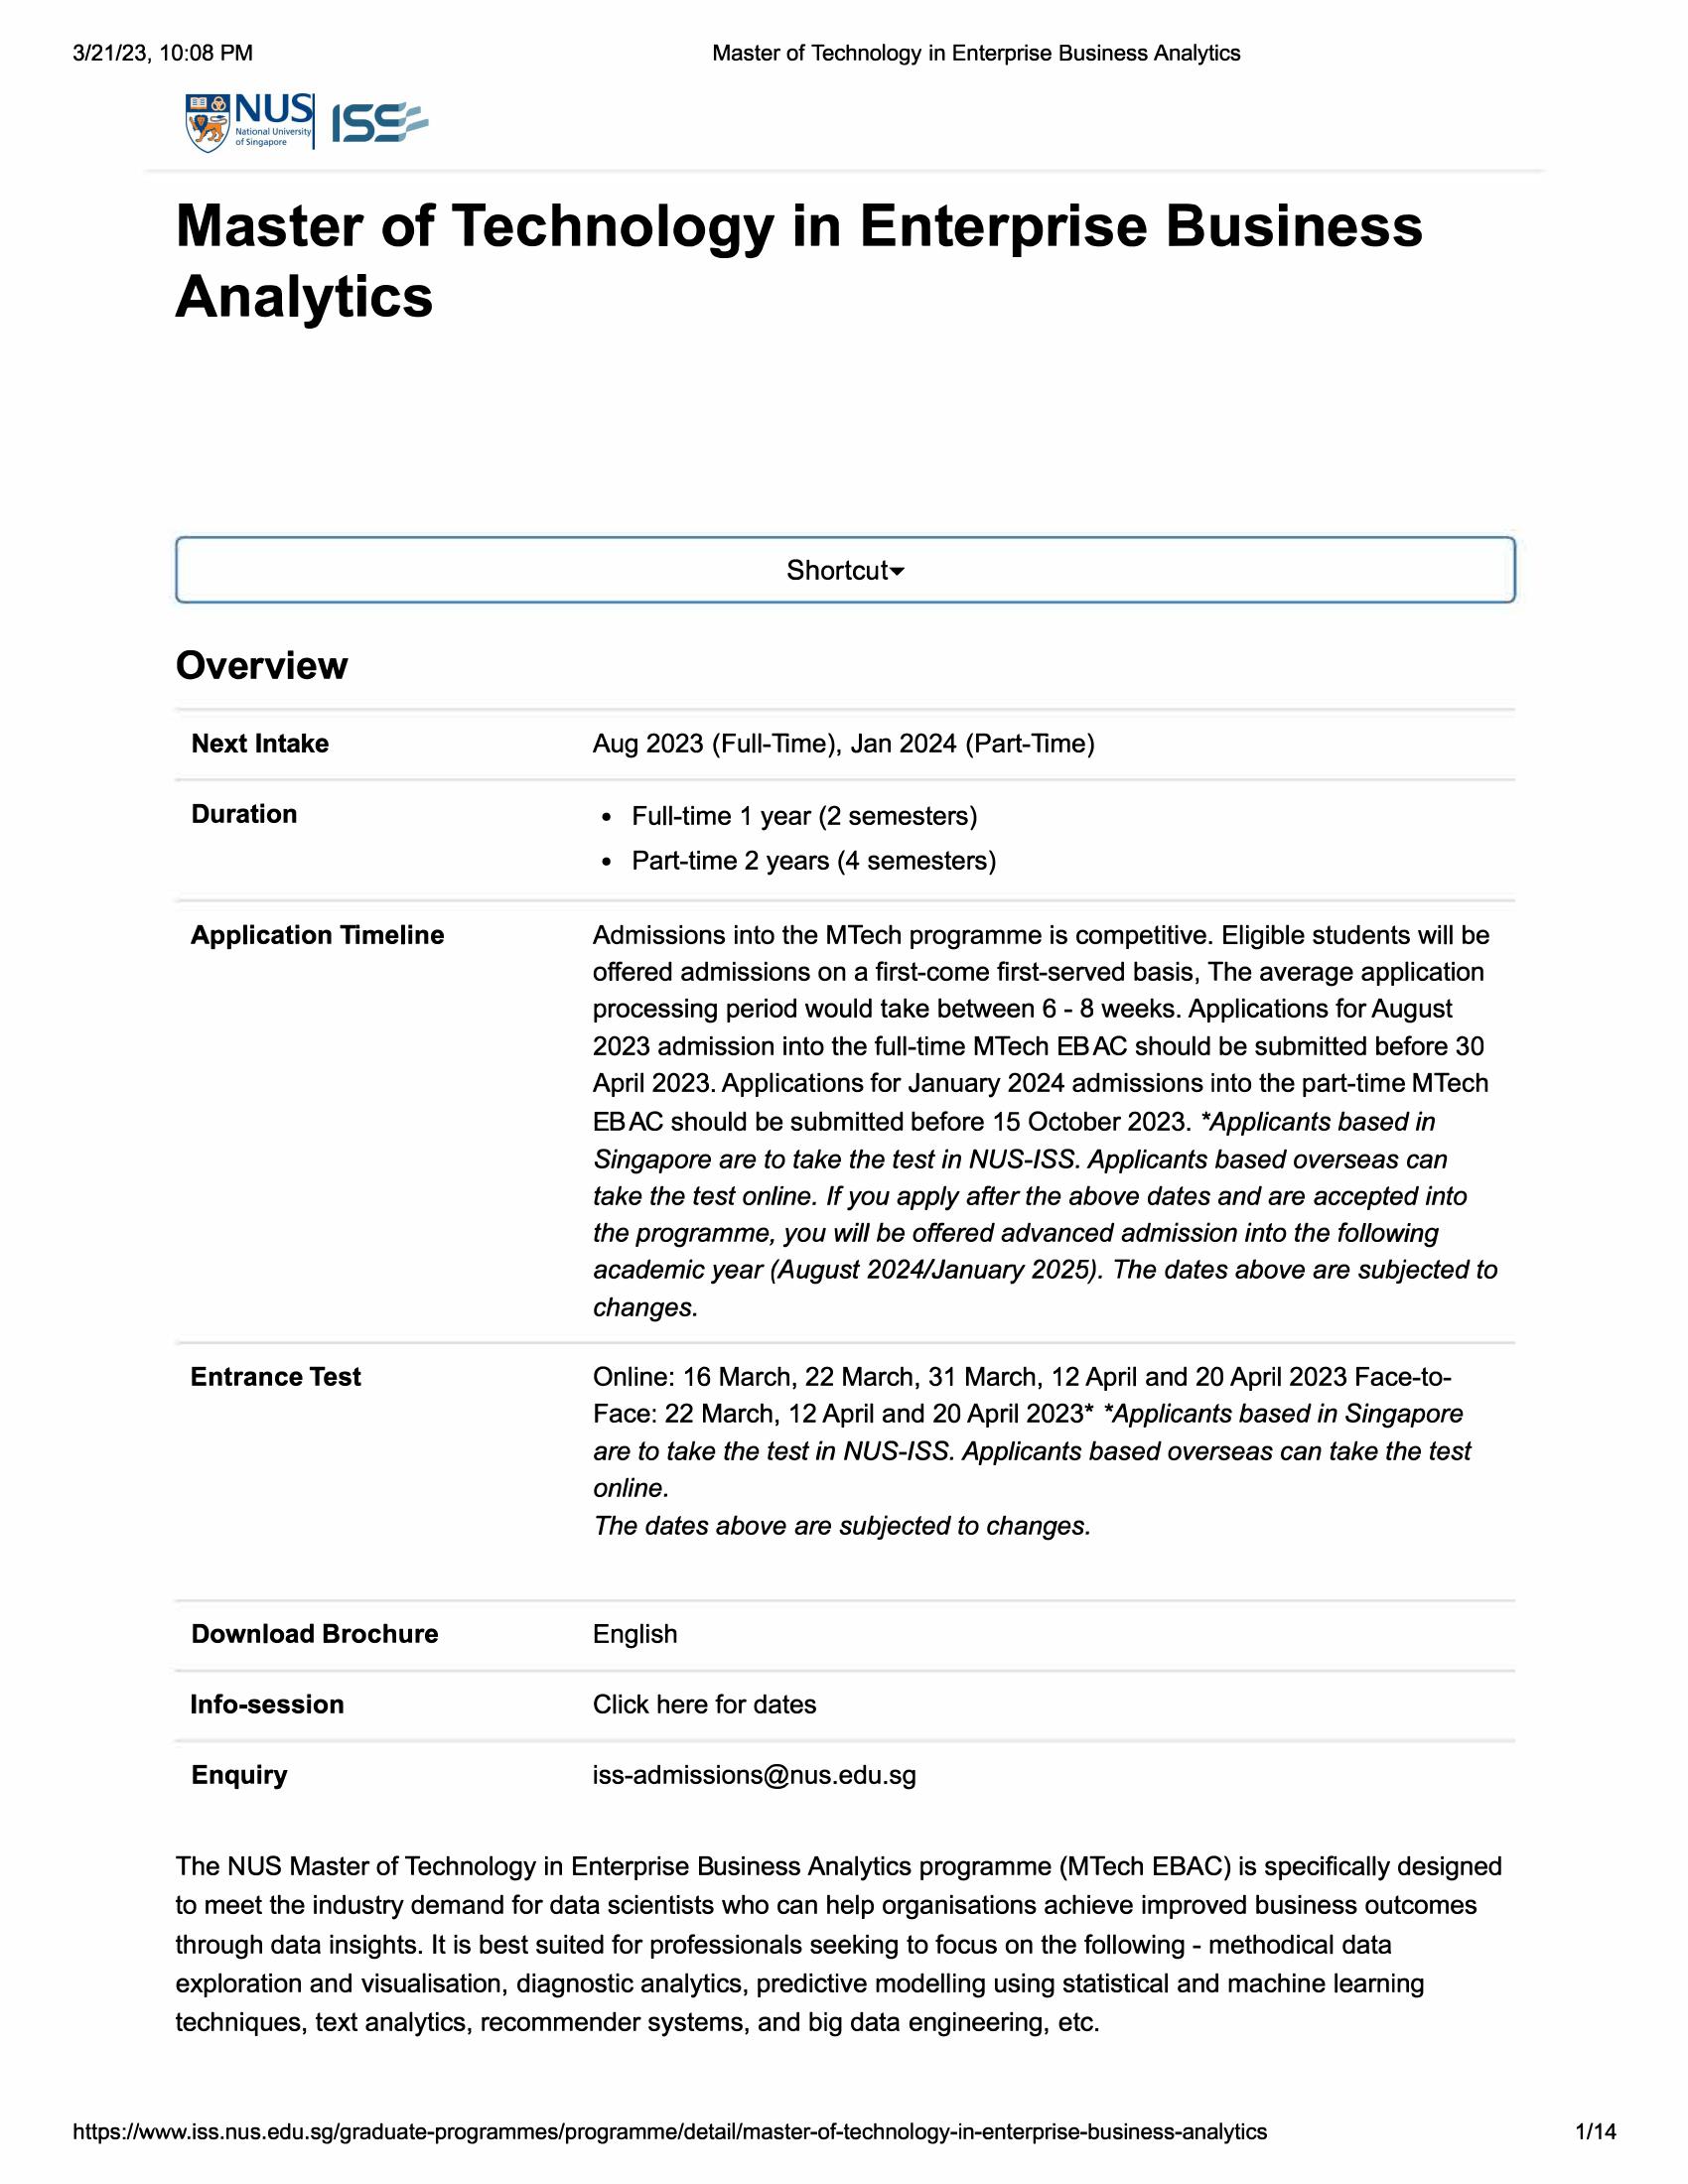 3/21/23, 10:08 PM
Master of Technology in Enterprise Business Analytics
NUS
National University
of Singapore
ISS
Master of Technology in Enterprise Business
Analytics
Shortcut
Overview
Next Intake
Aug 2023 (Full-Time), Jan 2024 (Part-Time)
Duration
• Full-time 1 year (2 semesters)
• Part-time 2 years (4 semesters)
Application Timeline
Admissions into the MTech programme is competitive. Eligible students will be
offered admissions on a first-come first-served basis, The average application
processing period would take between 6 - 8 weeks. Applications for August
2023 admission into the full-time MTech EBAC should be submitted before 30
April 2023. Applications for January 2024 admissions into the part-time MTech
EBAC should be submitted before 15 October 2023. *Applicants based in
Singapore are to take the test in NUS-ISS. Applicants based overseas can
take the test online. If you apply after the above dates and are accepted into
the programme, you will be offered advanced admission into the following
academic year (August 2024/January 2025). The dates above are subjected to
changes.
Entrance Test
Online: 16 March, 22 March, 31 March, 12 April and 20 April 2023 Face-to-
Face: 22 March, 12 April and 20 April 2023* *Applicants based in Singapore
are to take the test in NUS-ISS. Applicants based overseas can take the test
online.
The dates above are subjected to changes.
Download Brochure
English
Info-session
Click here for dates
Enquiry
iss-admissions@nus.edu.sg
The NUS Master of Technology in Enterprise Business Analytics programme (MTech EBAC) is specifically designed
to meet the industry demand for data scientists who can help organisations achieve improved business outcomes
through data insights. It is best suited for professionals seeking to focus on the following - methodical data
exploration and visualisation, diagnostic analytics, predictive modelling using statistical and machine learning
techniques, text analytics, recommender systems, and big data engineering, etc.
https://www.iss.nus.edu.sg/graduate-programmes/programme/detail/master-of-technology-in-enterprise-business-analytics
1/14